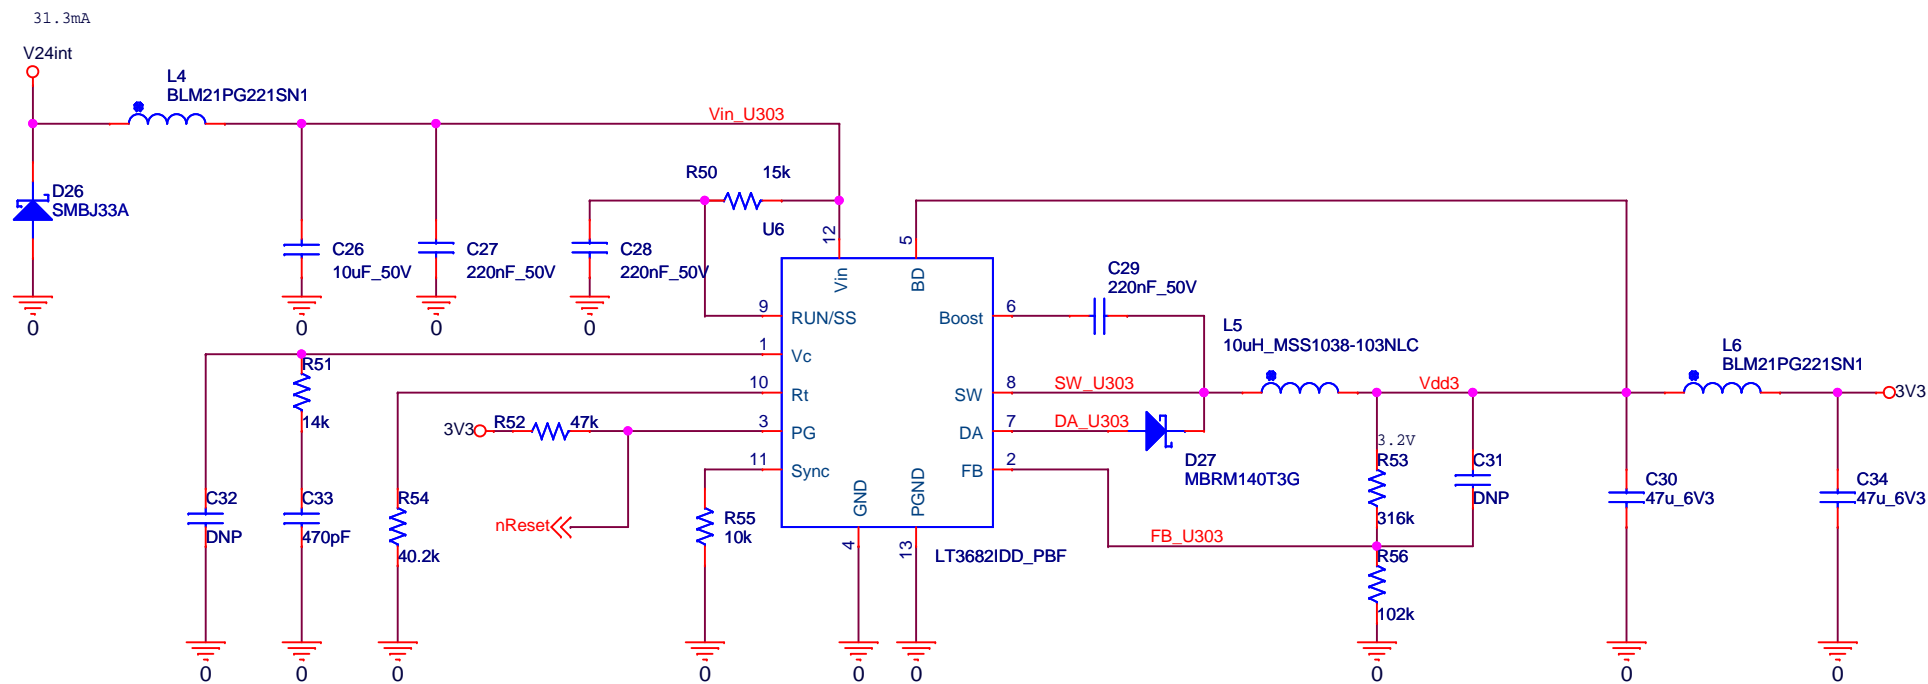 31.3mA
V24int
L4
BLM21PG221SN1
Vin_U303
D26
SMBJ33A
C26
10uF_50V
C27
220nF_50V
C28
220nF_50V
R50
15k
U6
12
Vin
5
BD
0
0
0
0
9
RUN/SS
1
Vc
10
Rt
3
PG
11
Sync
4
GND
13
PGND
Boost
6
SW
8
DA
7
FB
2
LT3682IDD_PBF
C29
220nF_50V
L5
10uH_MSS1038-103NLC
SW_U303
DA_U303
D27
MBRM140T3G
Vdd3
L6
BLM21PG221SN1
3V3
3.2V
R53
316k
C31
DNP
C30
47u_6V3
C34
47u_6V3
FB_U303
R56
102k
R51
14k
3V3
R52
47k
C32
DNP
C33
470pF
R54
40.2k
nReset
R55
10k
0
0
0
0
0
0
0
0
0